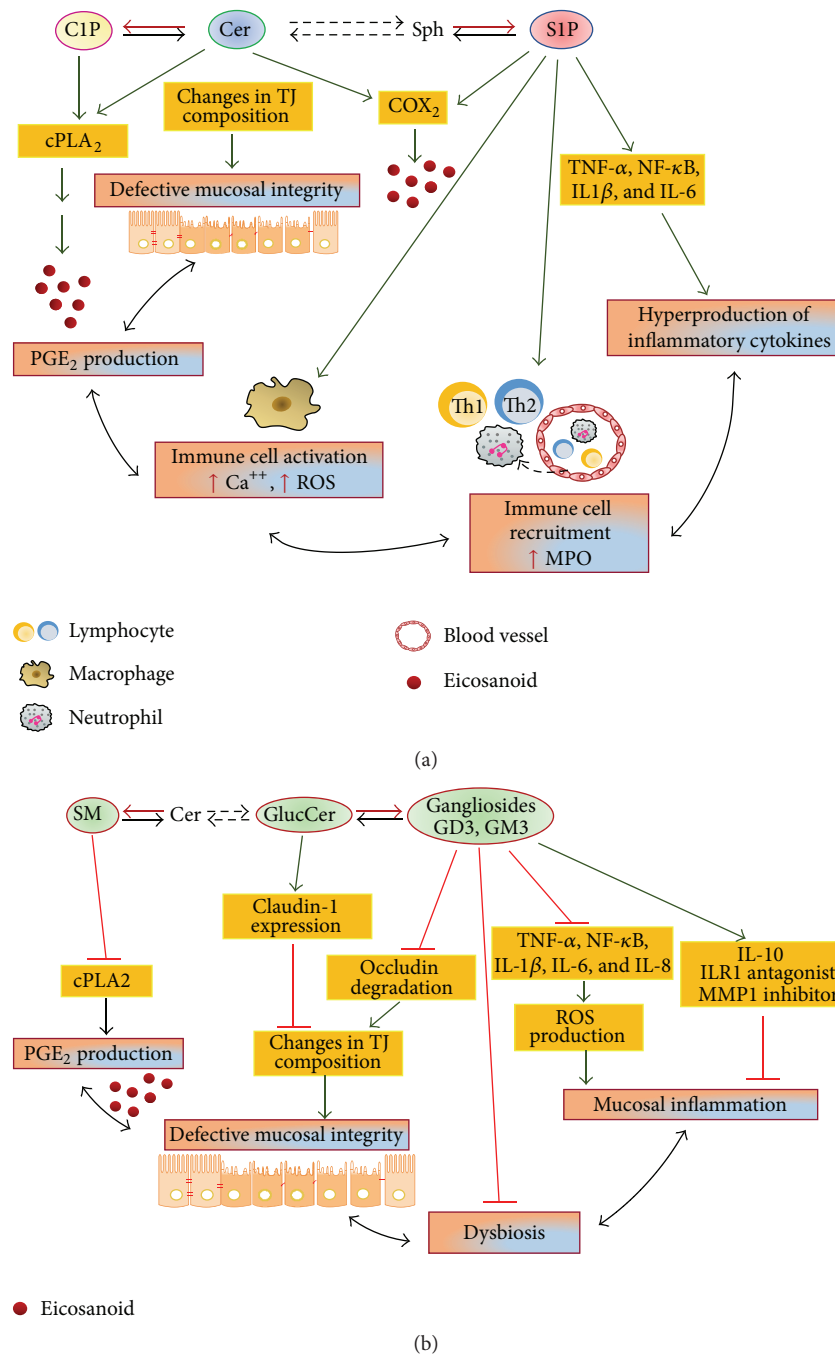 C1P
Cer
Sph
S1P
Changes in TJ
composition
COX2
cPLA2
Defective mucosal integrity
TNF-α, NF-κB,
IL1β, and IL-6
Hyperproduction of
inflammatory cytokines
PGE2 production
Th1
Th2
Immune cell activation
↑ Ca++, ↑ ROS
Immune cell
recruitment
↑ MPO
Lymphocyte
Macrophage
Neutrophil
Blood vessel
Eicosanoid
(a)
SM
Cer
GlucCer
Gangliosides
GD3, GM3
Claudin-1
expression
cPLA2
Occludin
degradation
TNF-α, NF-κB,
IL-1β, IL-6, and IL-8
IL-10
ILR1 antagonist
MMP1 inhibitor
ROS
production
PGE2 production
Changes in TJ
composition
Mucosal inflammation
Defective mucosal integrity
Dysbiosis
Eicosanoid
(b)